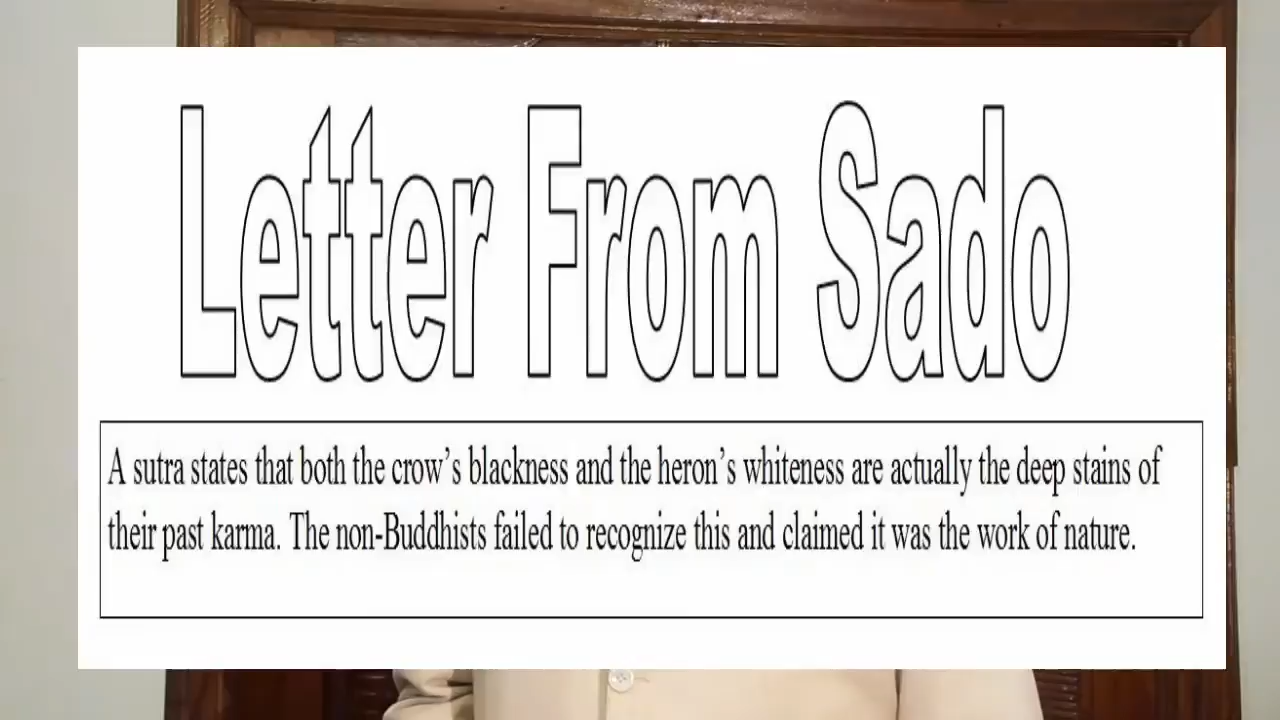 Letter From Sado
A sutra states that both the crow’s blackness and the heron’s whiteness are actually the deep stains of
their past karma. The non-Buddhists failed to recognize this and claimed it was the work of nature.